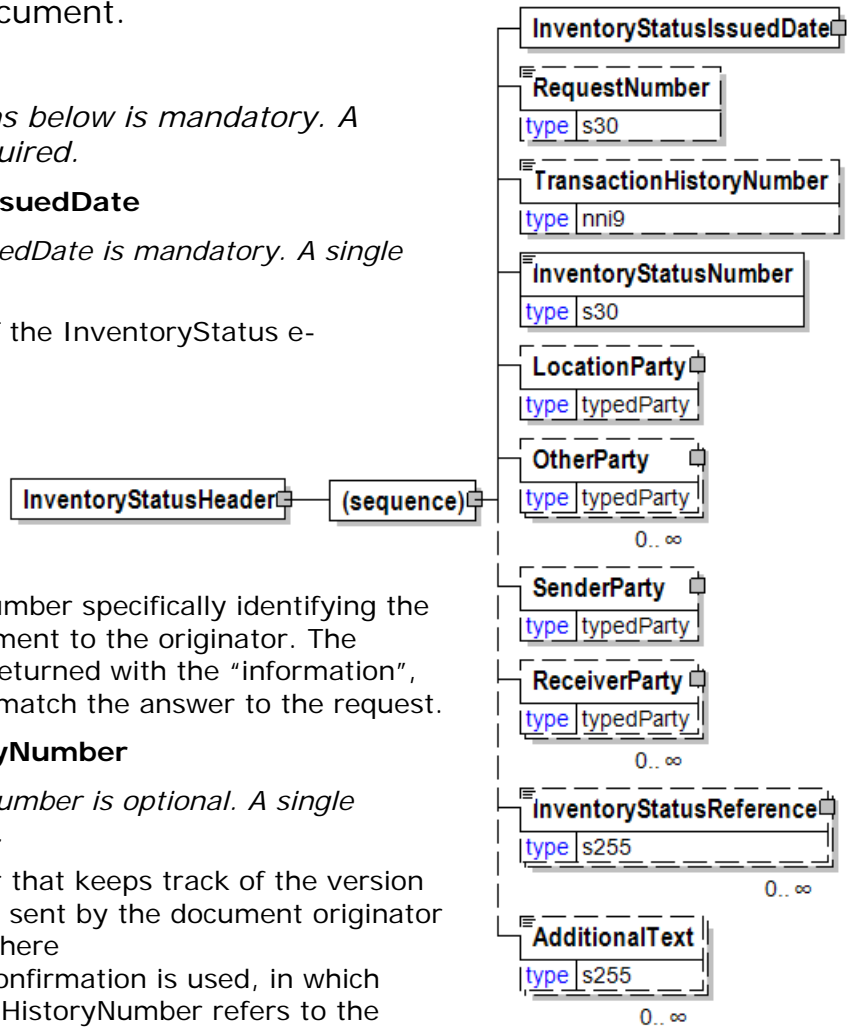 cument.
ns below is mandatory. A
uired.
ssuedDate
edDate is mandatory. A single
f the InventoryStatus e-
umber specifically identifying the
ment to the originator. The
eturned with the “information”,
match the answer to the request.
yNumber
umber is optional. A single
r that keeps track of the version
sent by the document originator
here
onfirmation is used, in which
HistoryNumber refers to the
InventoryStatusHeader
(sequence)
InventoryStatusIssuedDate
RequestNumber
type s30
TransactionHistoryNumber
type nni9
InventoryStatusNumber
type s30
LocationParty
type typedParty
OtherParty
type typedParty
0.. ∞
SenderParty
type typedParty
ReceiverParty
type typedParty
0.. ∞
InventoryStatusReference
type s255
0.. ∞
AdditionalText
type s255
0.. ∞